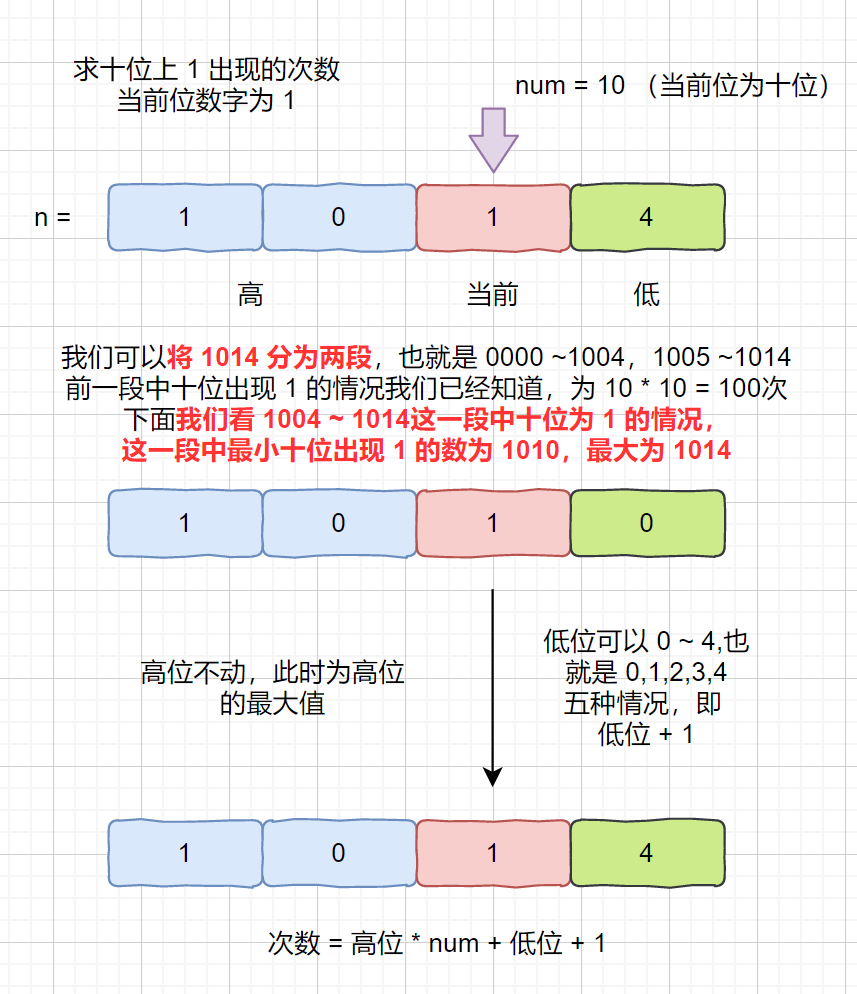 求十位上 1 出现的次数
当前位数字为 1
num = 10 （当前位为十位）
n =
1 0 1 4
高 当前 低
我们可以将 1014 分为两段，也就是 0000 ~1004，1005 ~1014
前一段中十位出现 1 的情况我们已经知道，为 10 * 10 = 100次
下面我们看 1004 ~ 1014这一段中十位为 1 的情况，
这一段中最小十位出现 1 的数为 1010，最大为 1014
1 0 1 0
高位不动，此时为高位
的最大值
低位可以 0 ~ 4,也
就是 0,1,2,3,4
五种情况，即
低位 + 1
1 0 1 4
次数 = 高位 * num + 低位 + 1